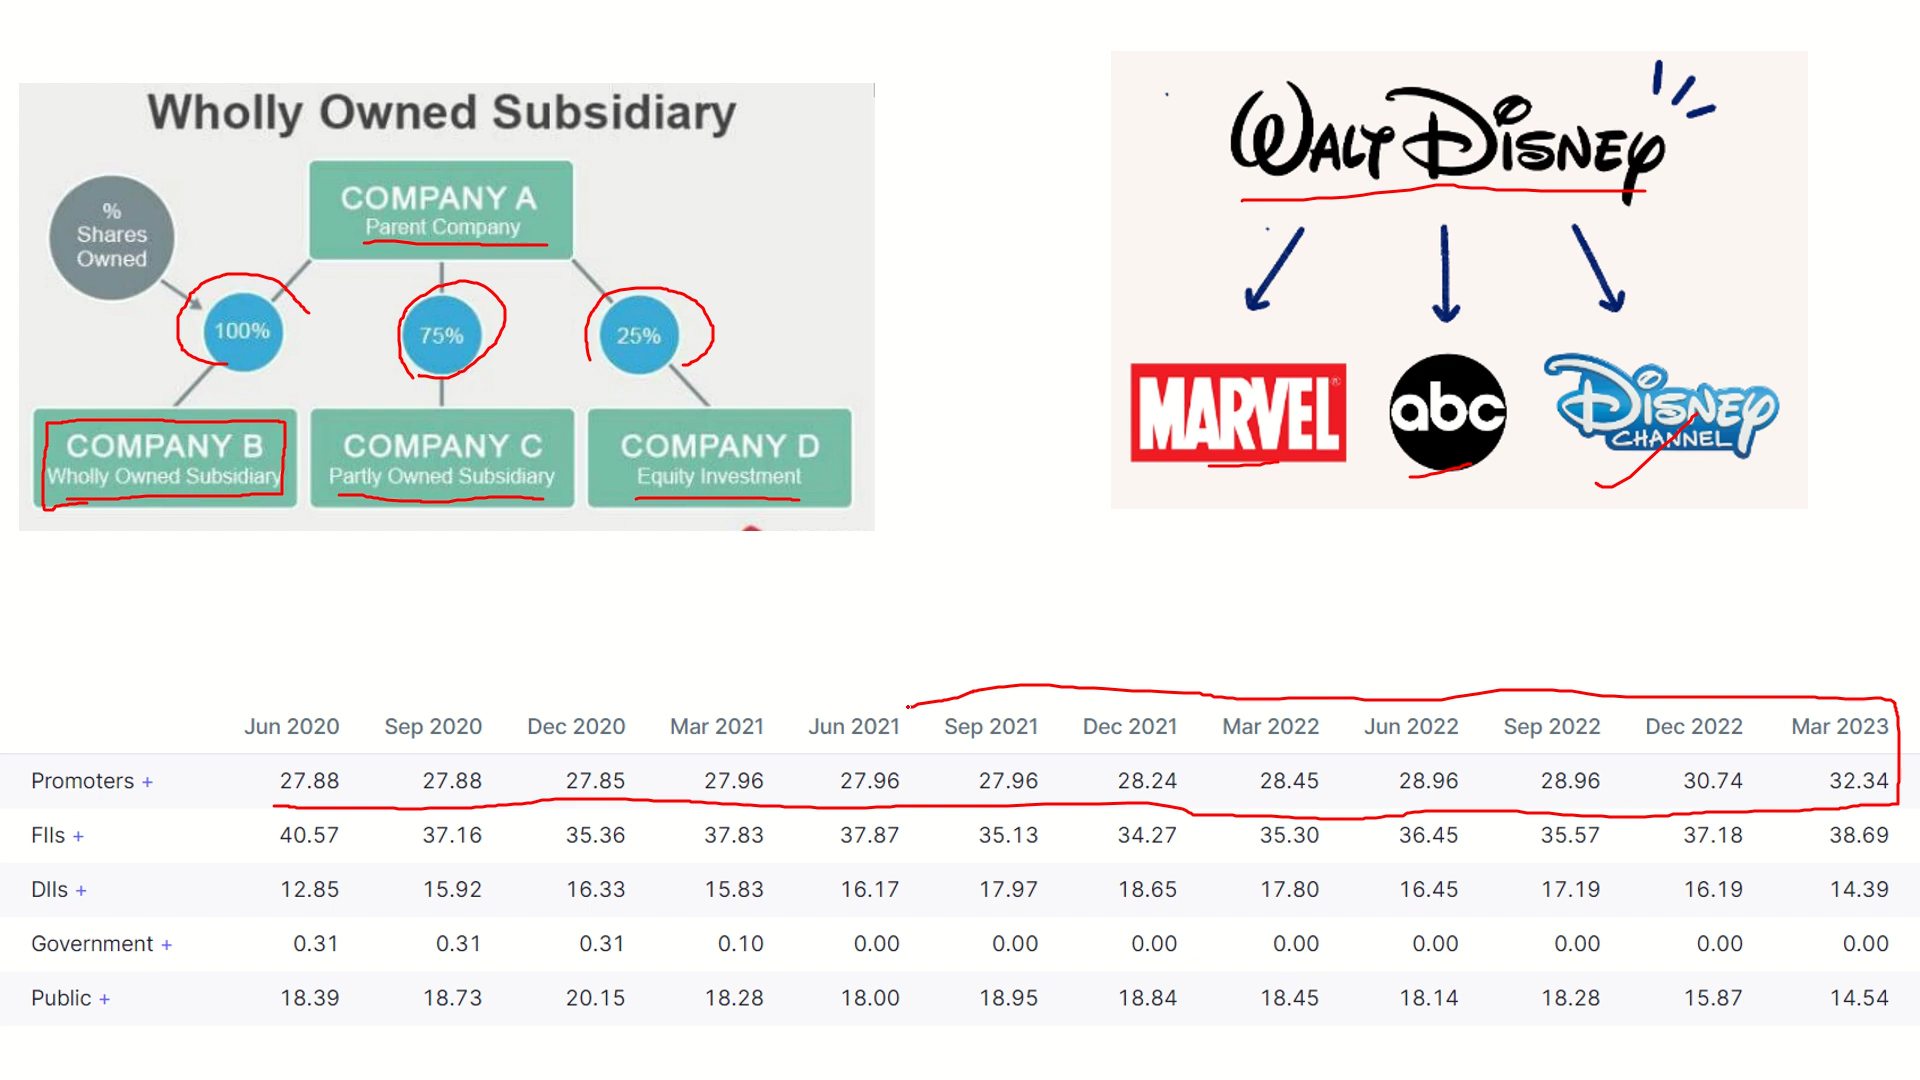 Wholly Owned Subsidiary
COMPANY A
Parent Company
%
Shares
Owned
100%
75%
25%
COMPANY B
Wholly Owned Subsidiary
COMPANY C
Partly Owned Subsidiary
COMPANY D
Equity Investment
WALT DISNEY
MARVEL
abc
DISNEY
CHANNEL
Jun 2020 Sep 2020 Dec 2020 Mar 2021 Jun 2021 Sep 2021 Dec 2021 Mar 2022 Jun 2022 Sep 2022 Dec 2022 Mar 2023
Promoters + 27.88 27.88 27.85 27.96 27.96 27.96 28.24 28.45 28.96 28.96 30.74 32.34
FIIs + 40.57 37.16 35.36 37.83 37.87 35.13 34.27 35.30 36.45 35.57 37.18 38.69
DIIs + 12.85 15.92 16.33 15.83 16.17 17.97 18.65 17.80 16.45 17.19 16.19 14.39
Government + 0.31 0.31 0.31 0.10 0.00 0.00 0.00 0.00 0.00 0.00 0.00 0.00
Public + 18.39 18.73 20.15 18.28 18.00 18.95 18.84 18.45 18.14 18.28 15.87 14.54